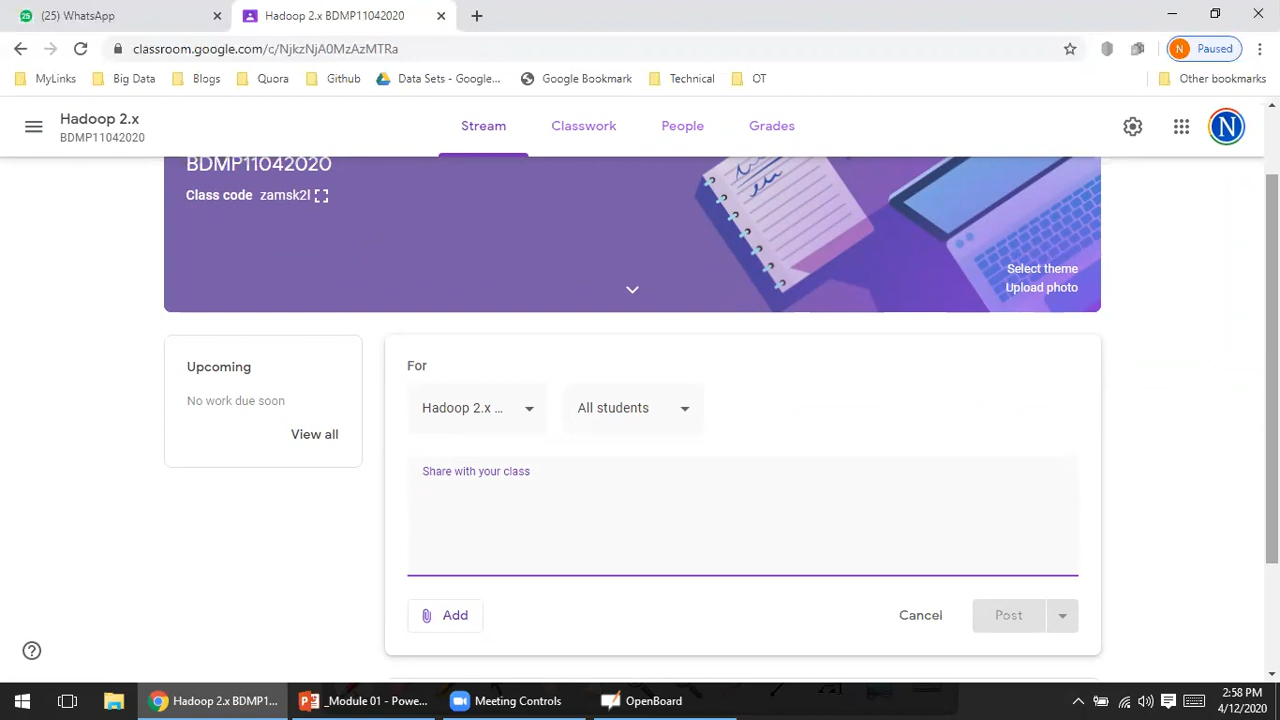 25 (25) WhatsApp × Hadoop 2.x BDMP11042020 × +
classroom.google.com/c/NjkzNjA0MzAzMTRa N Paused
MyLinks Big Data Blogs Quora Github Data Sets - Google... Google Bookmark Technical OT Other bookmarks
Hadoop 2.x
BDMP11042020
Stream Classwork People Grades N
BDMP11042020
Class code zamsk2l
Select theme
Upload photo
Upcoming
No work due soon
View all
For
Hadoop 2.x ... All students
Share with your class
Add Cancel Post
Hadoop 2.x BDMP1... _Module 01 - Powe... Meeting Controls OpenBoard
2:58 PM
4/12/2020